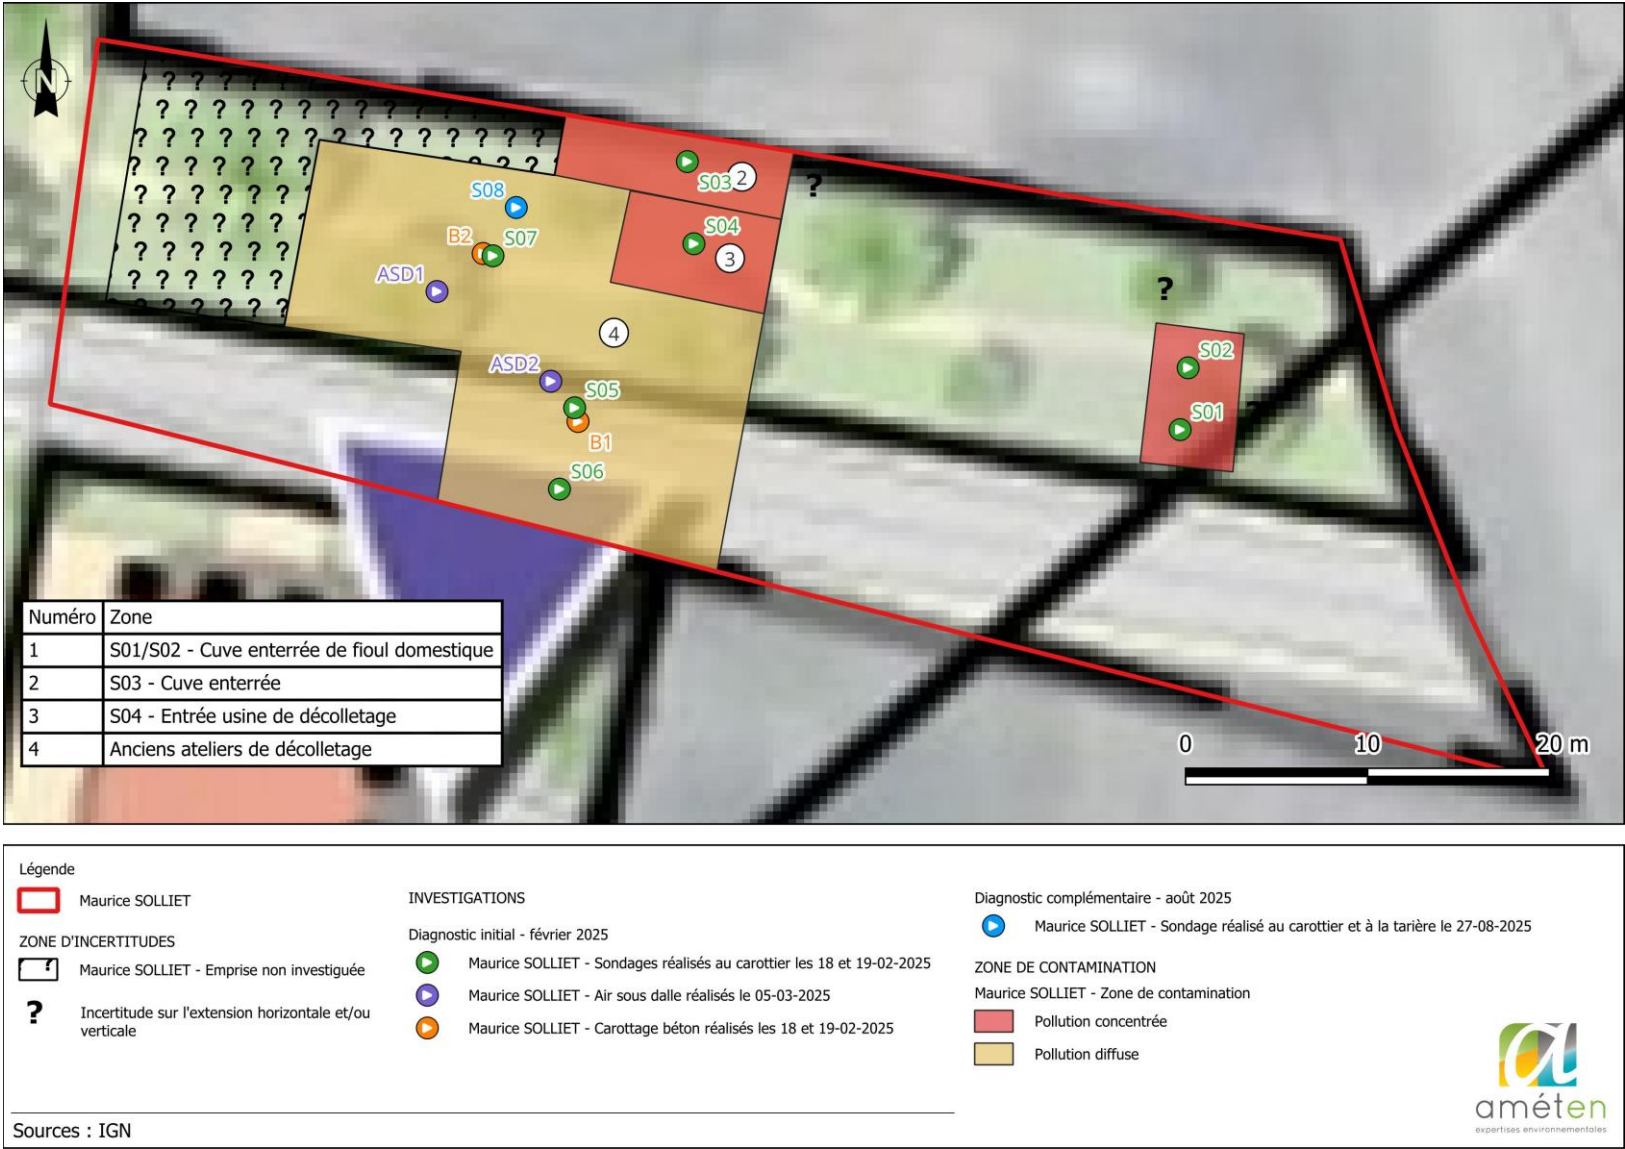 N
? ? ? ? ? ? ?
2
S03
?
S08
S04
B2
S07
3
ASD1
?
4
S02
ASD2
S05
S01
B1
S06
Numéro Zone
1 S01/S02 - Cuve enterrée de fioul domestique
2 S03 - Cuve enterrée
3 S04 - Entrée usine de décolletage
4 Anciens ateliers de décolletage
0 10 20 m
Légende
Maurice SOLLIET
ZONE D'INCERTITUDES
Maurice SOLLIET - Emprise non investiguée
? Incertitude sur l'extension horizontale et/ou
verticale
INVESTIGATIONS
Diagnostic initial - février 2025
Maurice SOLLIET - Sondages réalisés au carottier les 18 et 19-02-2025
Maurice SOLLIET - Air sous dalle réalisés le 05-03-2025
Maurice SOLLIET - Carottage béton réalisés les 18 et 19-02-2025
Diagnostic complémentaire - août 2025
Maurice SOLLIET - Sondage réalisé au carottier et à la tarière le 27-08-2025
ZONE DE CONTAMINATION
Maurice SOLLIET - Zone de contamination
Pollution concentrée
Pollution diffuse
améten
expertises environnementales
Sources : IGN